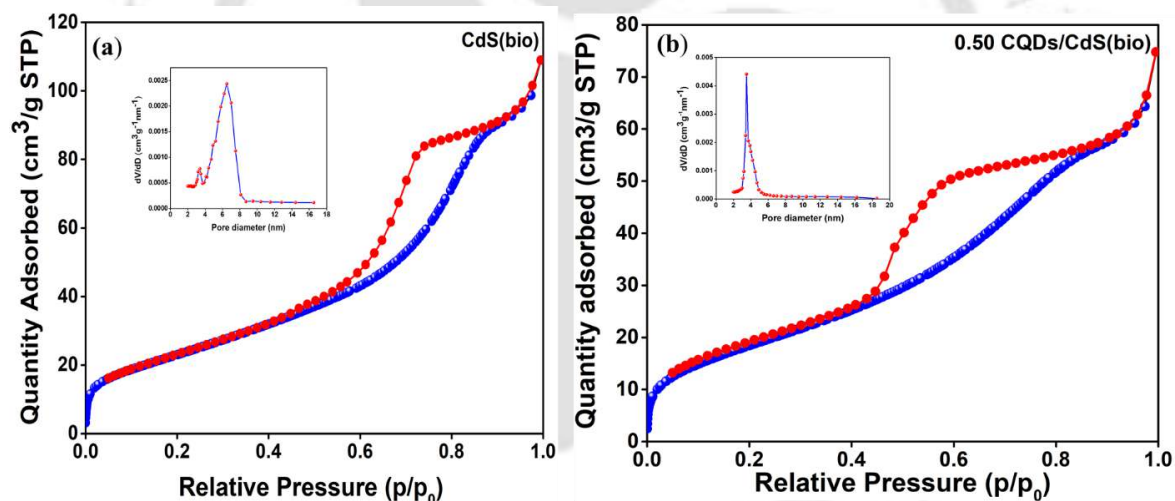 (a)
CdS(bio)
Quantity Adsorbed (cm³/g STP)
120
100
80
60
40
20
0
0.0 0.2 0.4 0.6 0.8 1.0
Relative Pressure (p/p₀)
dV/dD (cm³g⁻¹nm⁻¹)
0.0025
0.0020
0.0015
0.0010
0.0005
0.0000
0 2 4 6 8 10 12 14 16 18
Pore diameter (nm)
(b)
0.50 CQDs/CdS(bio)
Quantity adsorbed (cm3/g STP)
80
70
60
50
40
30
20
10
0
0.0 0.2 0.4 0.6 0.8 1.0
Relative Pressure (p/p₀)
dV/dD (cm³g⁻¹nm⁻¹)
0.005
0.004
0.003
0.002
0.001
0.000
0 2 4 6 8 10 12 14 16 18 20
Pore diameter (nm)